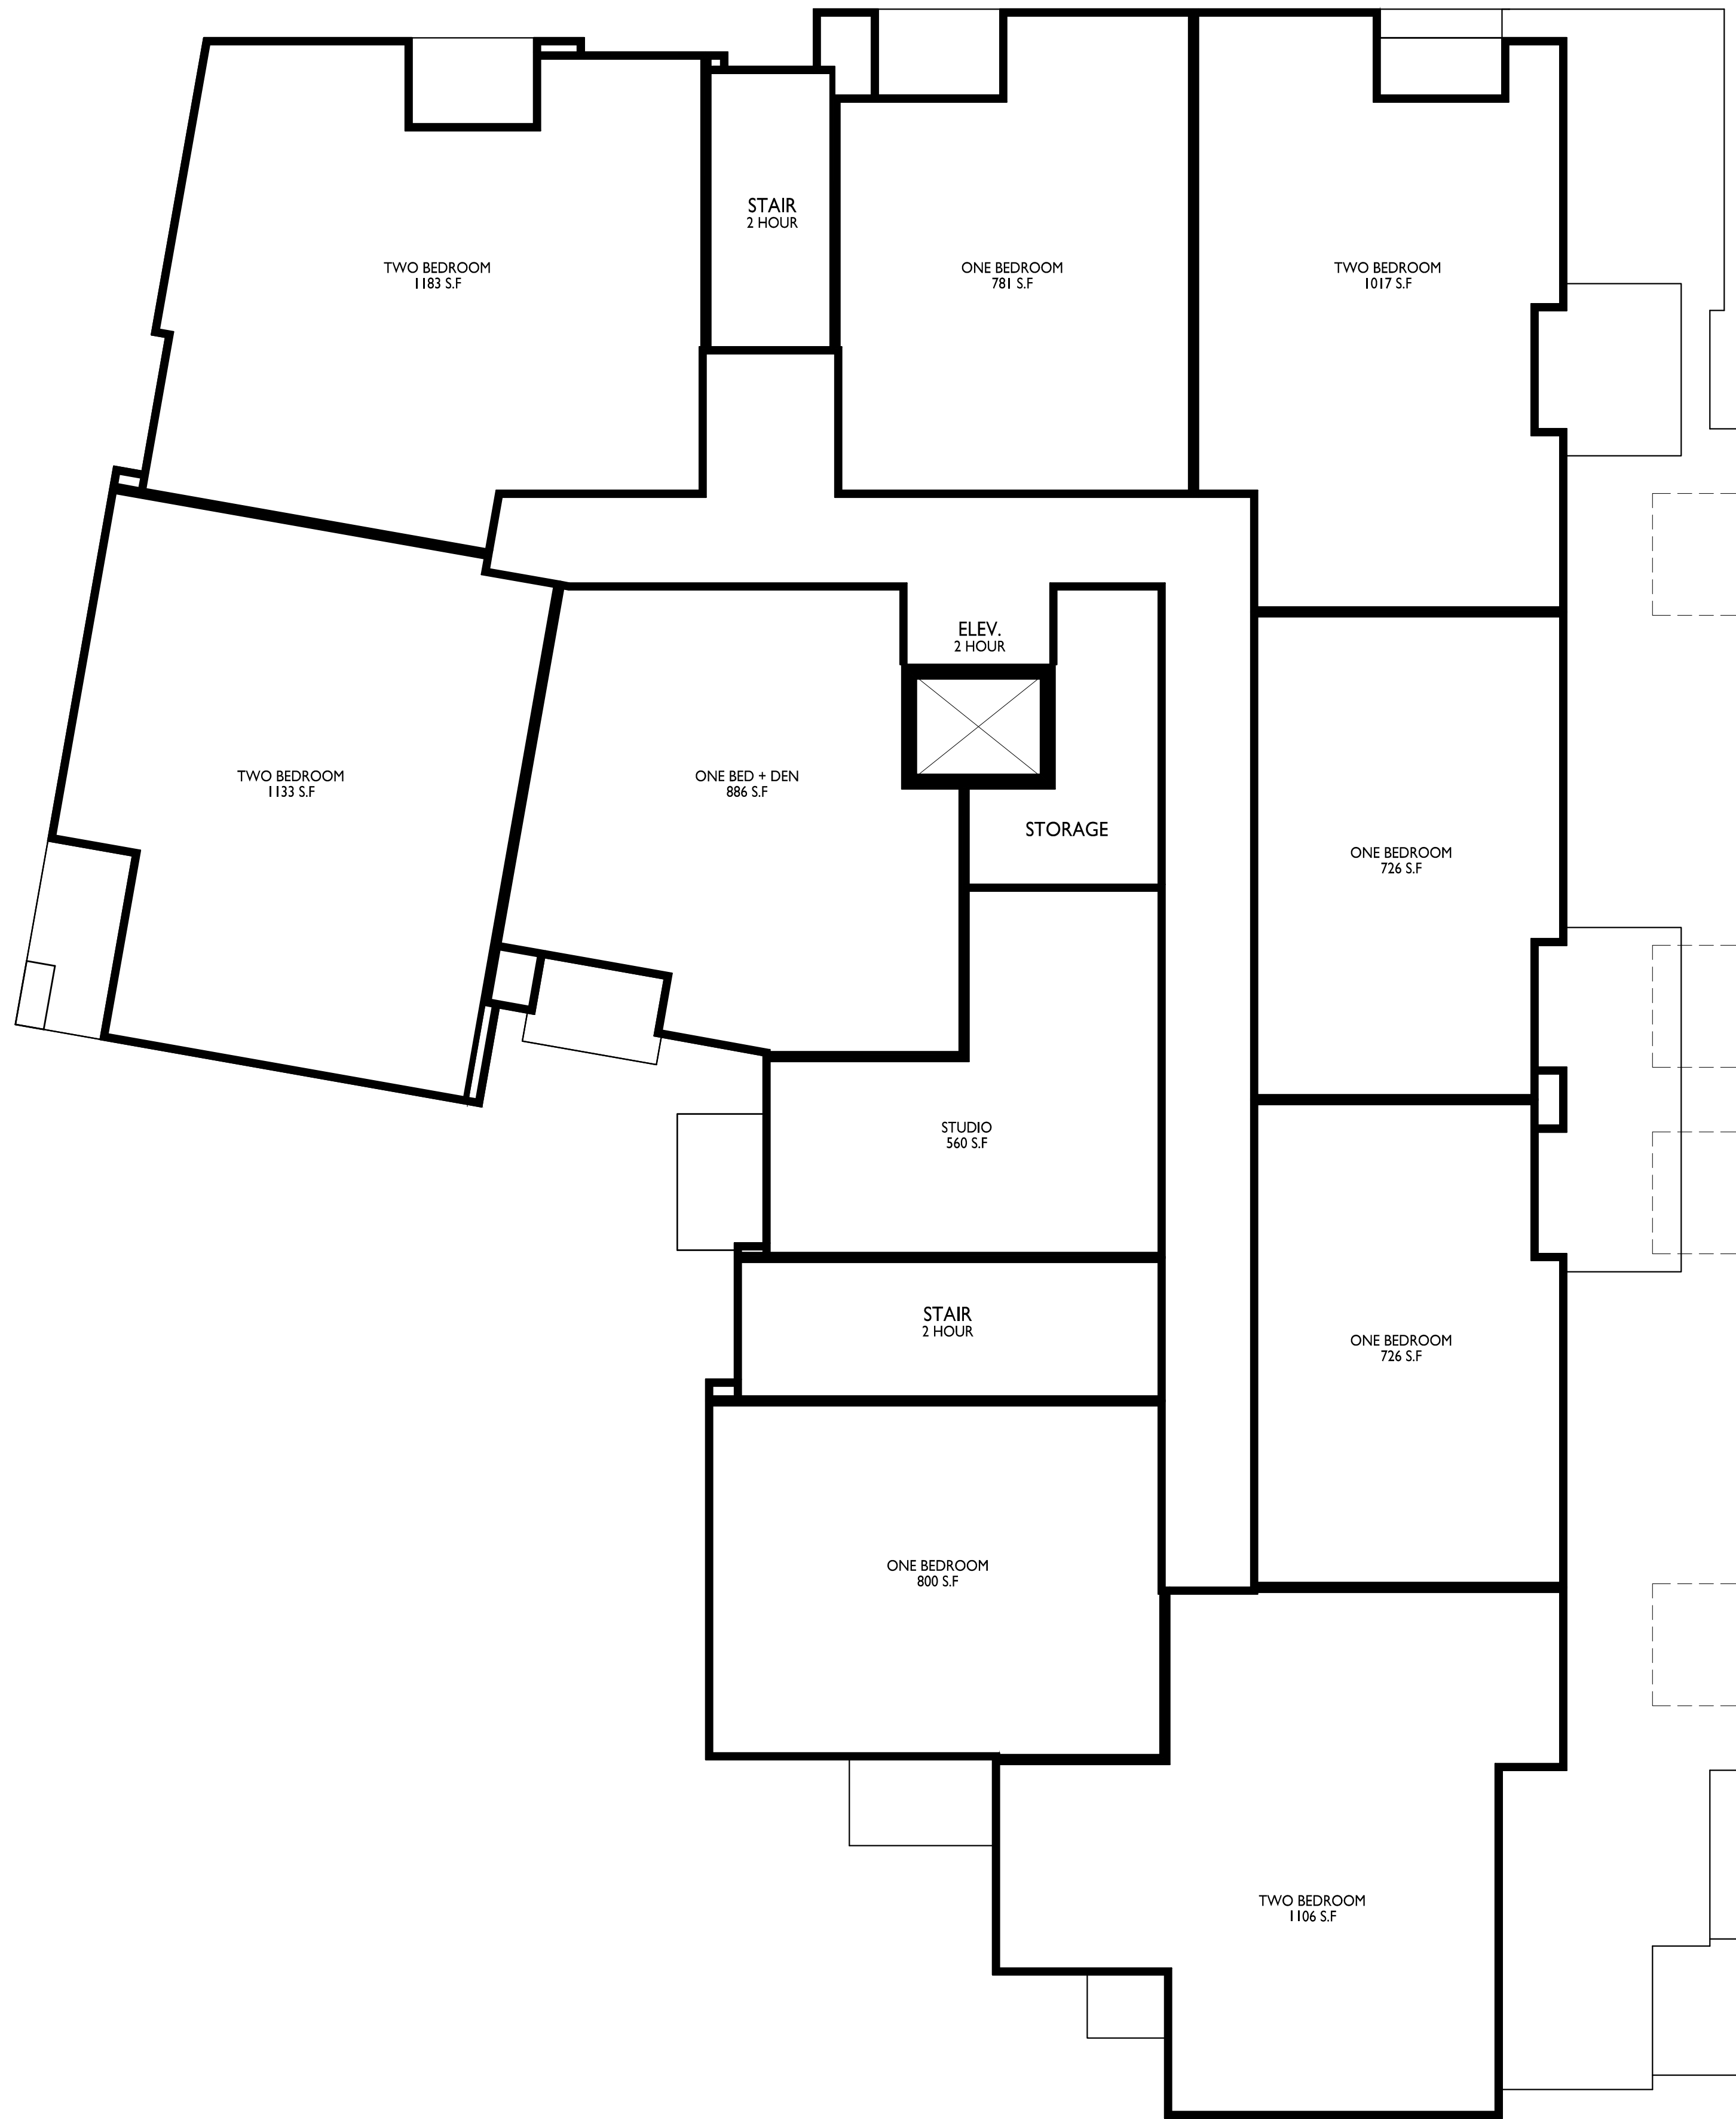 STAIR
2 HOUR
TWO BEDROOM
1183 S.F
ONE BEDROOM
781 S.F
TWO BEDROOM
1017 S.F
ELEV.
2 HOUR
TWO BEDROOM
1133 S.F
ONE BED + DEN
886 S.F
STORAGE
ONE BEDROOM
726 S.F
STUDIO
560 S.F
STAIR
2 HOUR
ONE BEDROOM
726 S.F
ONE BEDROOM
800 S.F
TWO BEDROOM
1106 S.F